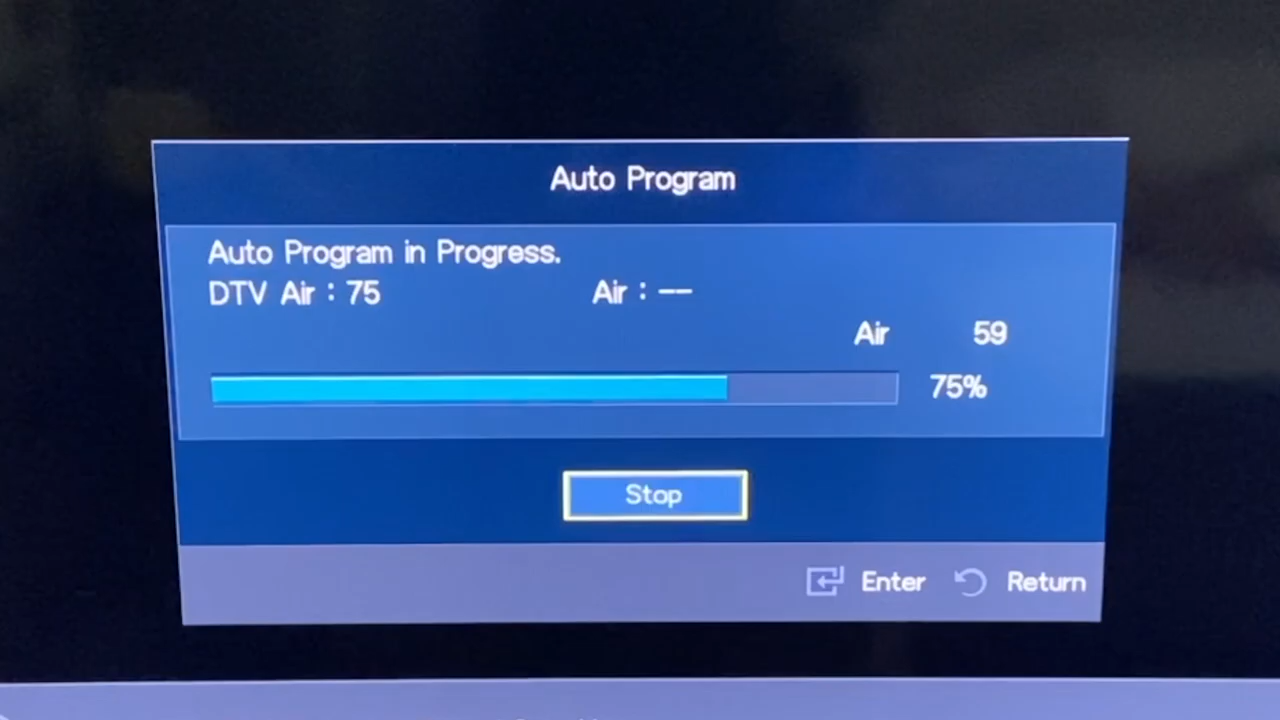 Auto Program
Auto Program in Progress.
DTV Air : 75 Air : --
Air 59
75%
Stop
Enter Return